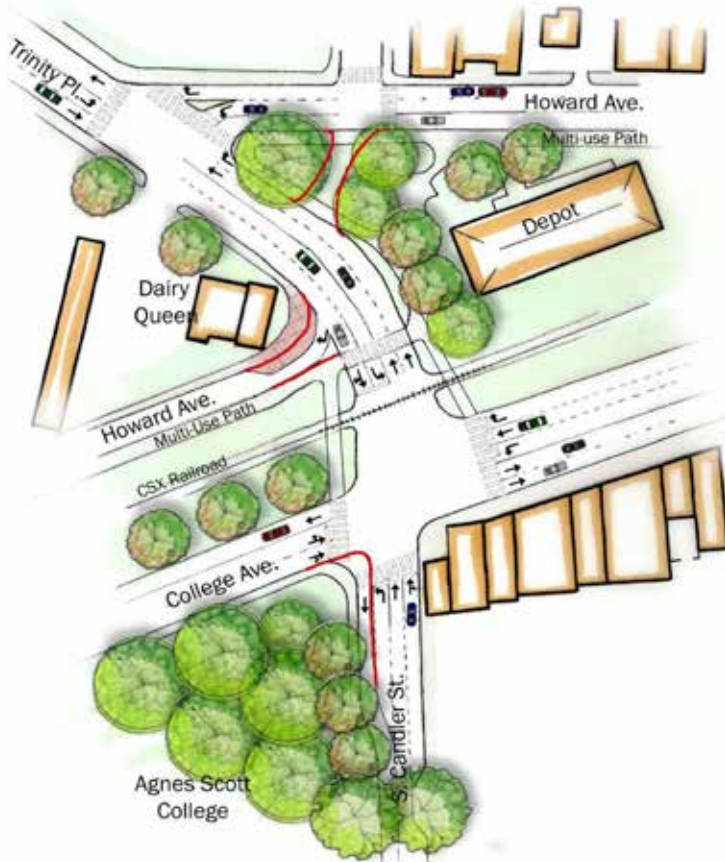 Trinity Pl.
Howard Ave.
Multi-use Path
Depot
Dairy
Queen
Howard Ave.
Multi-Use Path
CSX Railroad
College Ave.
S. Candler St.
Agnes Scott
College